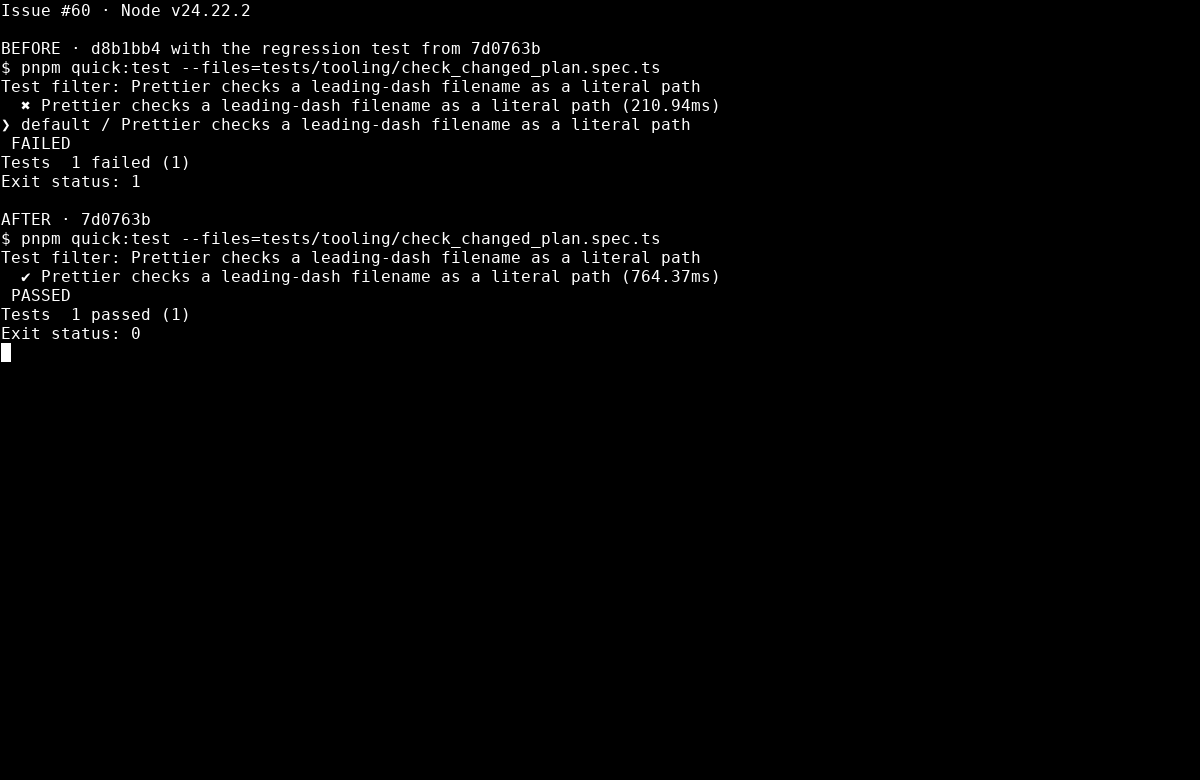 Issue #60 · Node v24.22.2
BEFORE · d8b1bb4 with the regression test from 7d0763b
$ pnpm quick:test --files=tests/tooling/check_changed_plan.spec.ts
Test filter: Prettier checks a leading-dash filename as a literal path
✖ Prettier checks a leading-dash filename as a literal path (210.94ms)
❯ default / Prettier checks a leading-dash filename as a literal path
FAILED
Tests  1 failed (1)
Exit status: 1
AFTER · 7d0763b
$ pnpm quick:test --files=tests/tooling/check_changed_plan.spec.ts
Test filter: Prettier checks a leading-dash filename as a literal path
✔ Prettier checks a leading-dash filename as a literal path (764.37ms)
PASSED
Tests  1 passed (1)
Exit status: 0